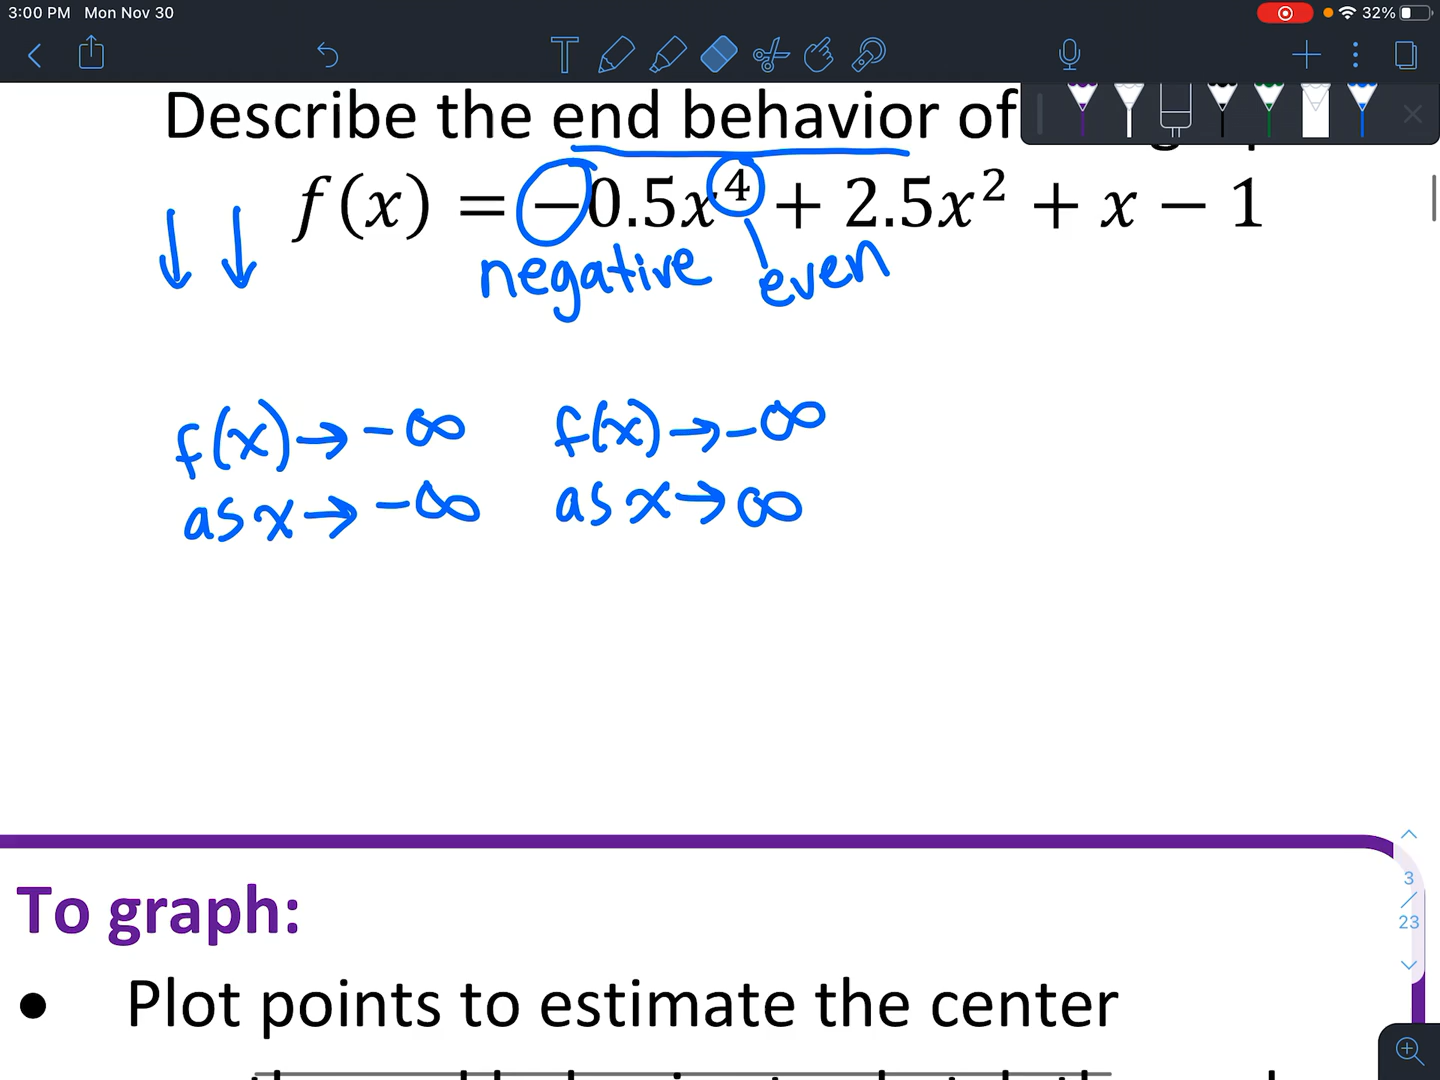 3:00 PM Mon Nov 30
32%
Describe the end behavior of
f(x) = −0.5x⁴ + 2.5x² + x − 1
negative even
f(x)→-∞ f(x)→-∞
as x→-∞ as x→∞
3
/
23
To graph:
• Plot points to estimate the center